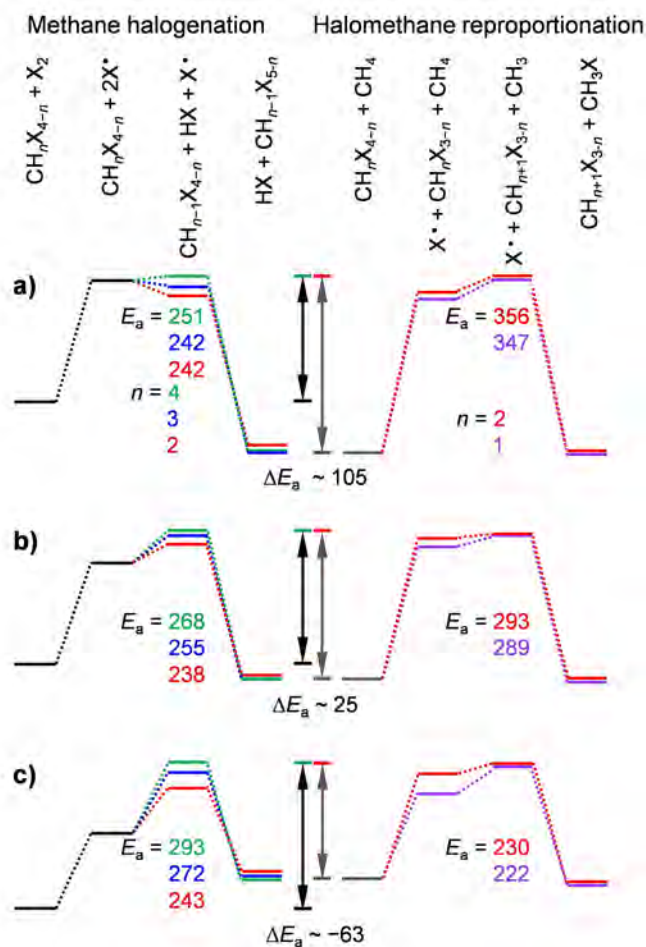 Methane halogenation
Halomethane reproportionation
CHₙX₄₋ₙ + X₂
CHₙX₄₋ₙ + 2X•
CHₙ₋₁X₄₋ₙ + HX + X•
HX + CHₙ₋₁X₅₋ₙ
CHₙX₄₋ₙ + CH₄
X• + CHₙX₃₋ₙ + CH₄
X• + CHₙ₊₁X₃₋ₙ + CH₃
CHₙ₊₁X₃₋ₙ + CH₃X
a)
Eₐ = 251
242
242
n = 4
3
2
Eₐ = 356
347
n = 2
1
ΔEₐ ~ 105
b)
Eₐ = 268
255
238
Eₐ = 293
289
ΔEₐ ~ 25
c)
Eₐ = 293
272
243
Eₐ = 230
222
ΔEₐ ~ −63